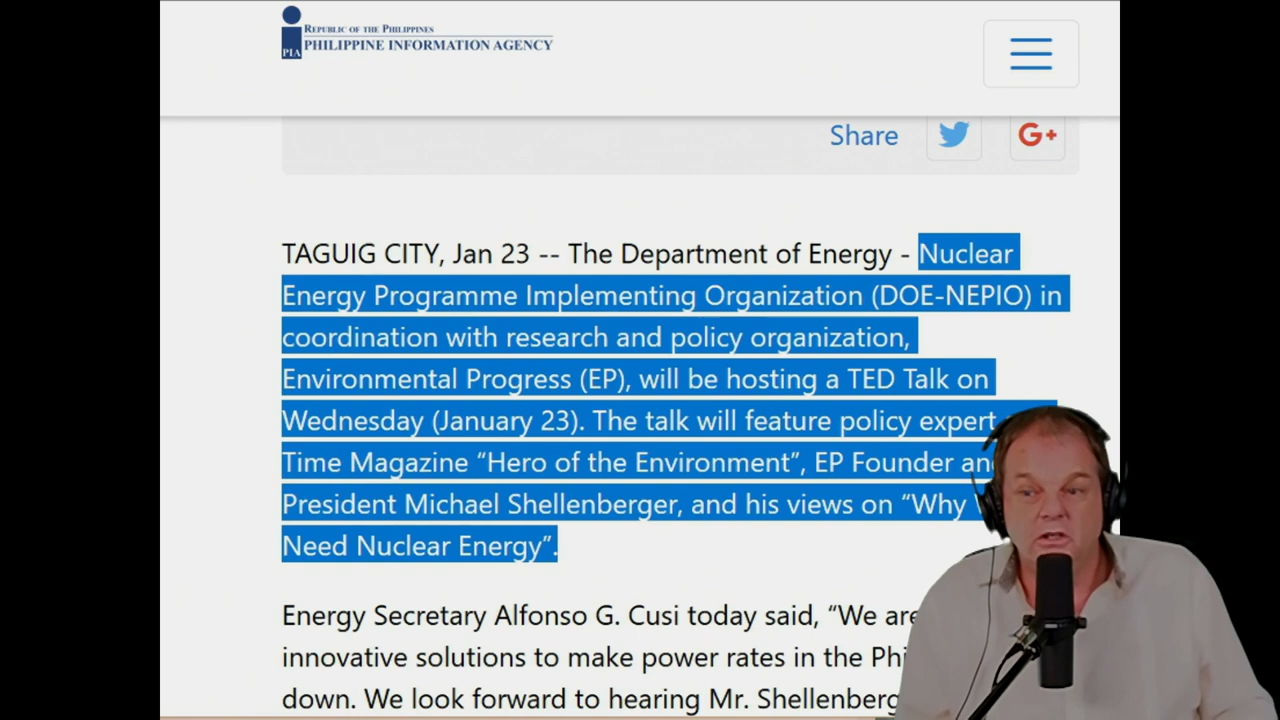 REPUBLIC OF THE PHILIPPINES
PIA PHILIPPINE INFORMATION AGENCY
Share G+
TAGUIG CITY, Jan 23 -- The Department of Energy - Nuclear
Energy Programme Implementing Organization (DOE-NEPIO) in
coordination with research and policy organization,
Environmental Progress (EP), will be hosting a TED Talk on
Wednesday (January 23). The talk will feature policy expert
Time Magazine “Hero of the Environment”, EP Founder
President Michael Shellenberger, and his views on “Why
Need Nuclear Energy”.
Energy Secretary Alfonso G. Cusi today said, “We are
innovative solutions to make power rates in the
down. We look forward to hearing Mr.